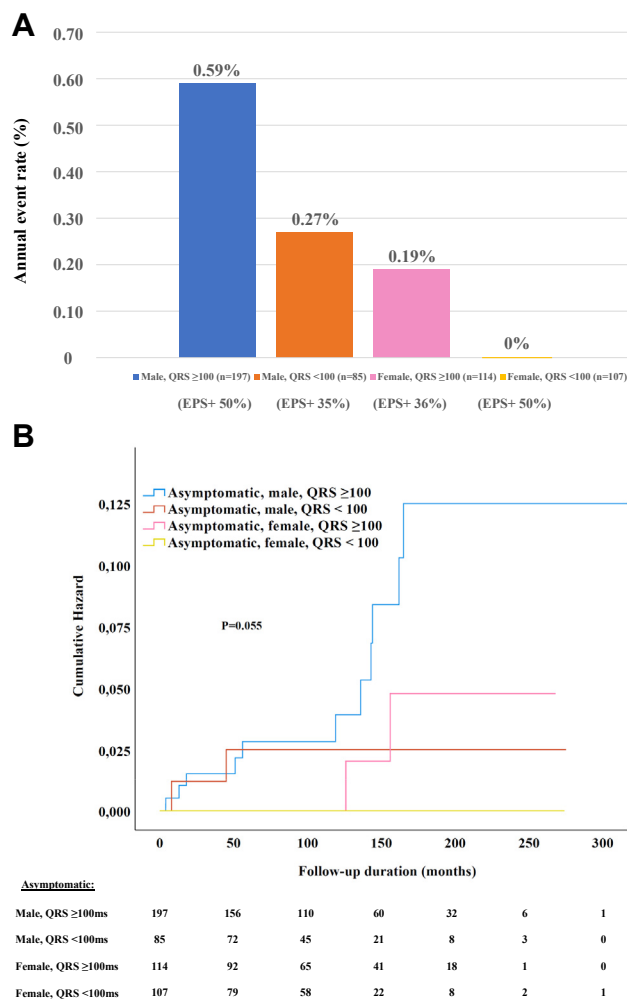 A
0.70
0.60
0.50
0.40
0.30
0.20
0.10
0
Annual event rate (%)
0.59%
0.27%
0.19%
0%
Male, QRS ≥100 (n=197) Male, QRS <100 (n=85) Female, QRS ≥100 (n=114) Female, QRS <100 (n=107)
(EPS+ 50%) (EPS+ 35%) (EPS+ 36%) (EPS+ 50%)
B
0,125
0,100
0,075
0,050
0,025
0,000
Cumulative Hazard
Asymptomatic, male, QRS ≥100
Asymptomatic, male, QRS < 100
Asymptomatic, female, QRS ≥100
Asymptomatic, female, QRS < 100
P=0.055
0 50 100 150 200 250 300
Follow-up duration (months)
Asymptomatic:
Male, QRS ≥100ms 197 156 110 60 32 6 1
Male, QRS <100ms 85 72 45 21 8 3 0
Female, QRS ≥100ms 114 92 65 41 18 1 0
Female, QRS <100ms 107 79 58 22 8 2 1